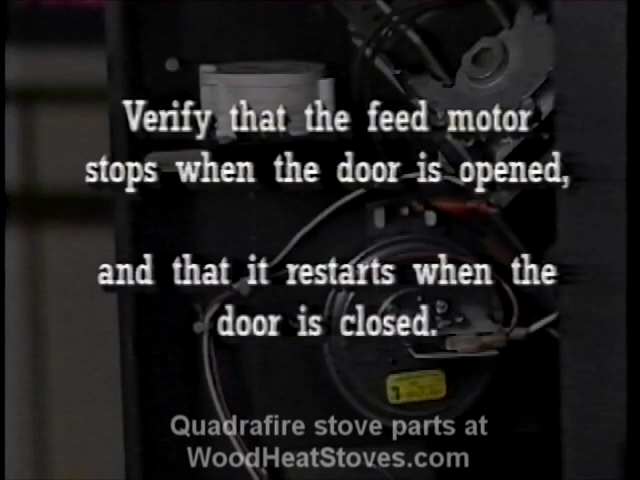 Verify that the feed motor
stops when the door is opened,
and that it restarts when the
door is closed.
Quadrafire stove parts at
WoodHeatStoves.com